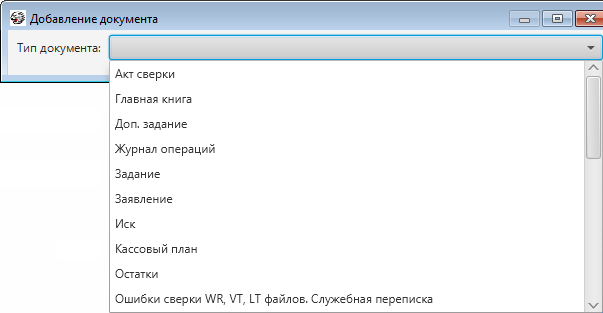 Добавление документа
Тип документа:
Акт сверки
Главная книга
Доп. задание
Журнал операций
Задание
Заявление
Иск
Кассовый план
Остатки
Ошибки сверки WR, VT, LT файлов. Служебная переписка